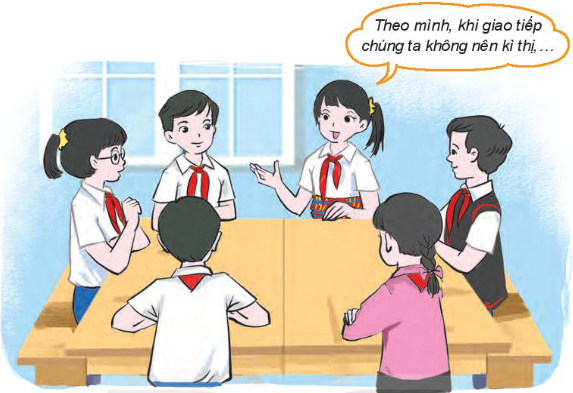 Theo mình, khi giao tiếp
chúng ta không nên kì thị,...